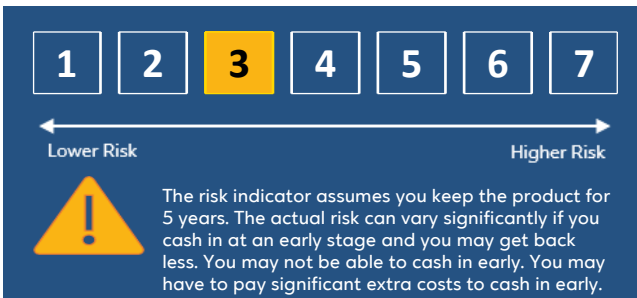 1 2 3 4 5 6 7
Lower Risk Higher Risk
!
The risk indicator assumes you keep the product for
5 years. The actual risk can vary significantly if you
cash in at an early stage and you may get back
less. You may not be able to cash in early. You may
have to pay significant extra costs to cash in early.